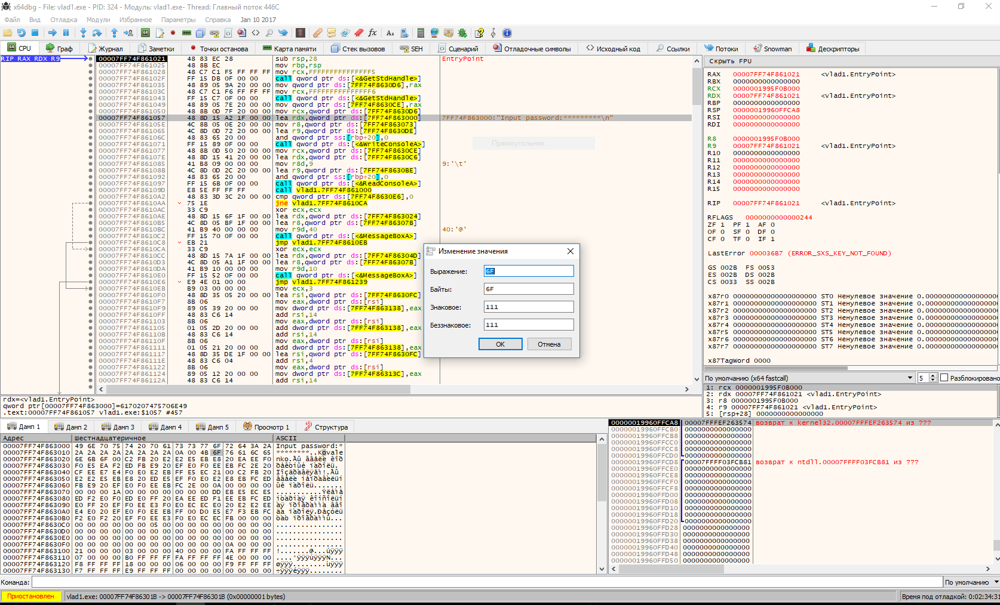 x64dbg - File: vlad1.exe - PID: 324 - Модуль: vlad1.exe- Thread: Главный поток 446C
Файл Вид Отладка Модули Избранное Параметры Справка Jan 10 2017
CPU Граф Журнал Заметки Точки останова Карта памяти Стек вызовов SEH Сценарий Отладочные символы Исходный код Ссылки Потоки Snowman Дескрипторы
RIP RAX RDX R9
00007FF74F861021 48 83 EC 28 sub rsp,28 EntryPoint
00007FF74F861025 48 8B EC mov rbp,rsp
00007FF74F861028 48 C7 C1 F5 FF FF FF mov rcx,FFFFFFFFFFFFFFF5
00007FF74F86102F FF 15 DB 0F 00 00 call qword ptr ds:[<&GetStdHandle>]
00007FF74F861035 48 89 05 9A 20 00 00 mov qword ptr ds:[7FF74F8630D6],rax
00007FF74F86103C 48 C7 C1 F6 FF FF FF mov rcx,FFFFFFFFFFFFFFF6
00007FF74F861043 FF 15 C7 0F 00 00 call qword ptr ds:[<&GetStdHandle>]
00007FF74F861049 48 89 05 7E 20 00 00 mov qword ptr ds:[7FF74F8630CE],rax
00007FF74F861050 48 8B 0D 7F 20 00 00 mov rcx,qword ptr ds:[7FF74F8630D6]
00007FF74F861057 48 8D 15 A2 1F 00 00 lea rdx,qword ptr ds:[7FF74F863000] 7FF74F863000:"Input password:*********\n"
00007FF74F86105E 4C 8B 05 0E 20 00 00 mov r8,qword ptr ds:[7FF74F863073]
00007FF74F861065 4C 8D 0D 72 20 00 00 lea r9,qword ptr ds:[7FF74F8630DE]
00007FF74F86106C 48 83 65 20 00 and qword ptr ss:[rbp+20],0
00007FF74F861071 FF 15 89 0F 00 00 call qword ptr ds:[<&WriteConsoleA>]
Прямоугольник
00007FF74F861077 48 8B 0D 50 20 00 00 mov rcx,qword ptr ds:[7FF74F8630CE]
00007FF74F86107E 48 8D 15 41 20 00 00 lea rdx,qword ptr ds:[7FF74F8630C6]
00007FF74F861085 41 B8 09 00 00 00 mov r8d,9 9:'\t'
00007FF74F86108B 4C 8D 0D 2C 20 00 00 lea r9,qword ptr ds:[7FF74F8630BE]
00007FF74F861092 48 83 65 20 00 and qword ptr ss:[rbp+20],0
00007FF74F861097 FF 15 6B 0F 00 00 call qword ptr ds:[<&ReadConsoleA>]
00007FF74F86109D E8 5E FF FF FF call vlad1.7FF74F861000
00007FF74F8610A2 48 83 3D 3C 20 00 00 cmp qword ptr ds:[7FF74F8630E6],0
00007FF74F8610AA 75 1E jne vlad1.7FF74F8610CA
00007FF74F8610AC 33 C9 xor ecx,ecx
00007FF74F8610AE 48 8D 15 6F 1F 00 00 lea rdx,qword ptr ds:[7FF74F863024]
00007FF74F8610B5 4C 8D 05 BF 1F 00 00 lea r8,qword ptr ds:[7FF74F86307B]
00007FF74F8610BC 41 B9 40 00 00 00 mov r9d,40 40:'@'
00007FF74F8610C2 FF 15 70 0F 00 00 call qword ptr ds:[<&MessageBoxA>]
00007FF74F8610C8 EB 21 jmp vlad1.7FF74F8610EB
00007FF74F8610CA 33 C9 xor ecx,ecx
00007FF74F8610CC 48 8D 15 7A 1F 00 00 lea rdx,qword ptr ds:[7FF74F86304D]
00007FF74F8610D3 4C 8D 05 A1 1F 00 00 lea r8,qword ptr ds:[7FF74F86307B]
00007FF74F8610DA 41 B9 10 00 00 00 mov r9d,10
00007FF74F8610E0 FF 15 52 0F 00 00 call qword ptr ds:[<&MessageBoxA>]
00007FF74F8610E6 E9 4E 01 00 00 jmp vlad1.7FF74F861239
00007FF74F8610EB B9 03 00 00 00 mov ecx,3
00007FF74F8610F0 48 8D 35 05 20 00 00 lea rsi,qword ptr ds:[7FF74F8630FC]
00007FF74F8610F7 8B 06 mov eax,dword ptr ds:[rsi]
00007FF74F8610F9 89 05 39 20 00 00 mov dword ptr ds:[7FF74F863138],eax
00007FF74F8610FF 48 83 C6 14 add rsi,14
00007FF74F861103 8B 06 mov eax,dword ptr ds:[rsi]
00007FF74F861105 01 05 2D 20 00 00 add dword ptr ds:[7FF74F863138],eax
00007FF74F86110B 48 83 C6 14 add rsi,14
00007FF74F86110F 8B 06 mov eax,dword ptr ds:[rsi]
00007FF74F861111 01 05 21 20 00 00 add dword ptr ds:[7FF74F863138],eax
00007FF74F861117 48 8D 35 DE 1F 00 00 lea rsi,qword ptr ds:[7FF74F8630FC]
00007FF74F86111E 48 83 C6 04 add rsi,4
00007FF74F861122 8B 06 mov eax,dword ptr ds:[rsi]
00007FF74F861124 89 05 12 20 00 00 mov dword ptr ds:[7FF74F86313C],eax
00007FF74F86112A 48 83 C6 14 add rsi,14
Изменение значения
Выражение: 6F
Байты: 6F
Знаковое: 111
Беззнаковое: 111
OK Отмена
Скрыть FPU
RAX 00007FF74F861021 <vlad1.EntryPoint>
RBX 0000000000000000
RCX 0000001995F0B000
RDX 00007FF74F861021 <vlad1.EntryPoint>
RBP 0000000000000000
RSP 00000019960FFCA8
RSI 0000000000000000
RDI 0000000000000000
R8 0000001995F0B000
R9 00007FF74F861021 <vlad1.EntryPoint>
R10 0000000000000000
R11 0000000000000000
R12 0000000000000000
R13 0000000000000000
R14 0000000000000000
R15 0000000000000000
RIP 00007FF74F861021 <vlad1.EntryPoint>
RFLAGS 0000000000000244
ZF 1 PF 1 AF 0
OF 0 SF 0 DF 0
CF 0 TF 0 IF 1
LastError 000036B7 (ERROR_SXS_KEY_NOT_FOUND)
GS 002B FS 0053
ES 002B DS 002B
CS 0033 SS 002B
x87r0 00000000000000000000 ST0 Ненулевое значение 0.00000000000000000
x87r1 00000000000000000000 ST1 Ненулевое значение 0.00000000000000000
x87r2 00000000000000000000 ST2 Ненулевое значение 0.00000000000000000
x87r3 00000000000000000000 ST3 Ненулевое значение 0.00000000000000000
x87r4 00000000000000000000 ST4 Ненулевое значение 0.00000000000000000
x87r5 00000000000000000000 ST5 Ненулевое значение 0.00000000000000000
x87r6 00000000000000000000 ST6 Ненулевое значение 0.00000000000000000
x87r7 00000000000000000000 ST7 Ненулевое значение 0.00000000000000000
x87TagWord 0000
По умолчанию (x64 fastcall) 5 Разблокировано
1: rcx 0000001995F0B000
2: rdx 00007FF74F861021 <vlad1.EntryPoint>
3: r8 0000001995F0B000
4: r9 00007FF74F861021 <vlad1.EntryPoint>
5: [rsp+28] 0000000000000000
rdx=<vlad1.EntryPoint>
qword ptr[00007FF74F863000]=6170207475706E49
.text:00007FF74F861057 vlad1.exe:$1057 #457
Дамп 1 Дамп 2 Дамп 3 Дамп 4 Дамп 5 Просмотр 1 Структура
Адрес Шестнадцатеричное ASCII
00007FF74F863000 49 6E 70 75 74 20 70 61 73 73 77 6F 72 64 3A 2A Input password:*
00007FF74F863010 2A 2A 2A 2A 2A 2A 2A 2A 0A 00 4B 6F 76 61 6C 65 ********..Kovale
00007FF74F863020 6E 6B 6F 00 C2 FB 20 E2 E2 E5 EB E8 20 EA EE F0 nko.Âû ââåëè êîð
00007FF74F863030 F0 E5 EA F2 ED FB E9 20 EF E0 F0 EE EB FC 2E 20
00007FF74F863040 CF EE E7 E4 F0 E0 E2 EB FF E5 EC 21 00 C2 FB 20
00007FF74F863050 E2 E2 E5 EB E8 20 ED E5 EF F0 E0 E2 E8 EB FC ED
00007FF74F863060 FB E9 20 EF E0 F0 EE EB FC 2E 00 0A 00 00 00 00
00007FF74F863070 00 00 00 1A 00 00 00 00 00 00 00 DD EB E5 EC E5
00007FF74F863080 ED F2 E0 F0 ED E0 FF 20 EA EE ED F1 EE EB FC ED
00007FF74F863090 E0 FF 20 EF F0 EE E3 F0 E0 EC EC E0 20 E2 E2 EE
00007FF74F8630A0 E4 E0 20 EF E0 F0 EE EB FF 00 D0 E5 E7 F3 EB FC
00007FF74F8630B0 F2 E0 F2 20 EF F0 EE E3 F0 E0 EC EC FB 00 00 00
00007FF74F8630C0 00 00 00 00 00 05 00 00 00 00 00 00 00 00 00 00 ................
00007FF74F8630D0 00 00 00 00 00 00 00 00 00 00 00 00 00 00 00 00 ................
00007FF74F8630E0 00 00 00 00 00 00 00 00 00 00 00 00 00 00 00 00 ................
00007FF74F8630F0 00 00 00 00 00 00 00 00 00 00 00 00 0A 00 00 00 ................
00007FF74F863100 21 00 00 00 03 00 00 00 40 00 00 00 FA FF FF FF !.......@...úÿÿÿ
00007FF74F863110 07 00 00 00 B0 FF FF FF FA FF FF FF 4E 00 00 00 ....°ÿÿÿúÿÿÿN...
00007FF74F863120 F8 FF FF FF 18 00 00 00 06 00 00 00 F9 FF FF FF øÿÿÿ........ùÿÿÿ
00007FF74F863130 F7 FF FF FF E9 FF FF FF 00 00 00 00 00 00 00 00 ÷ÿÿÿéÿÿÿ........
00000019960FFCA8 00007FFFEF263574 возврат к kernel32.00007FFFEF263574 из ???
00000019960FFCB0 0000000000000000
00000019960FFCB8 0000000000000000
00000019960FFCC0 0000000000000000
00000019960FFCC8 0000000000000000
00000019960FFCD0 0000000000000000
00000019960FFCD8 00007FFFF03FCB81 возврат к ntdll.00007FFFF03FCB81 из ???
00000019960FFCE0 0000000000000000
00000019960FFCE8 0000000000000000
00000019960FFCF0 0000000000000000
00000019960FFCF8 0000000000000000
00000019960FFD00 0000000000000000
00000019960FFD08 0000000000000000
00000019960FFD10 0000000000000000
00000019960FFD18 0000000000000000
00000019960FFD20 0000000000000000
00000019960FFD28 0000000000000000
00000019960FFD30 0000000000000000
00000019960FFD38 0000000000000000
00000019960FFD40 0000000000000000
00000019960FFD48 0000000000000000
00000019960FFD50 0000000000000000
Команда: По умолчанию
Приостановлен vlad1.exe: 00007FF74F86301B -> 00007FF74F86301B (0x00000001 bytes) Время под отладкой: 0:02:34:31